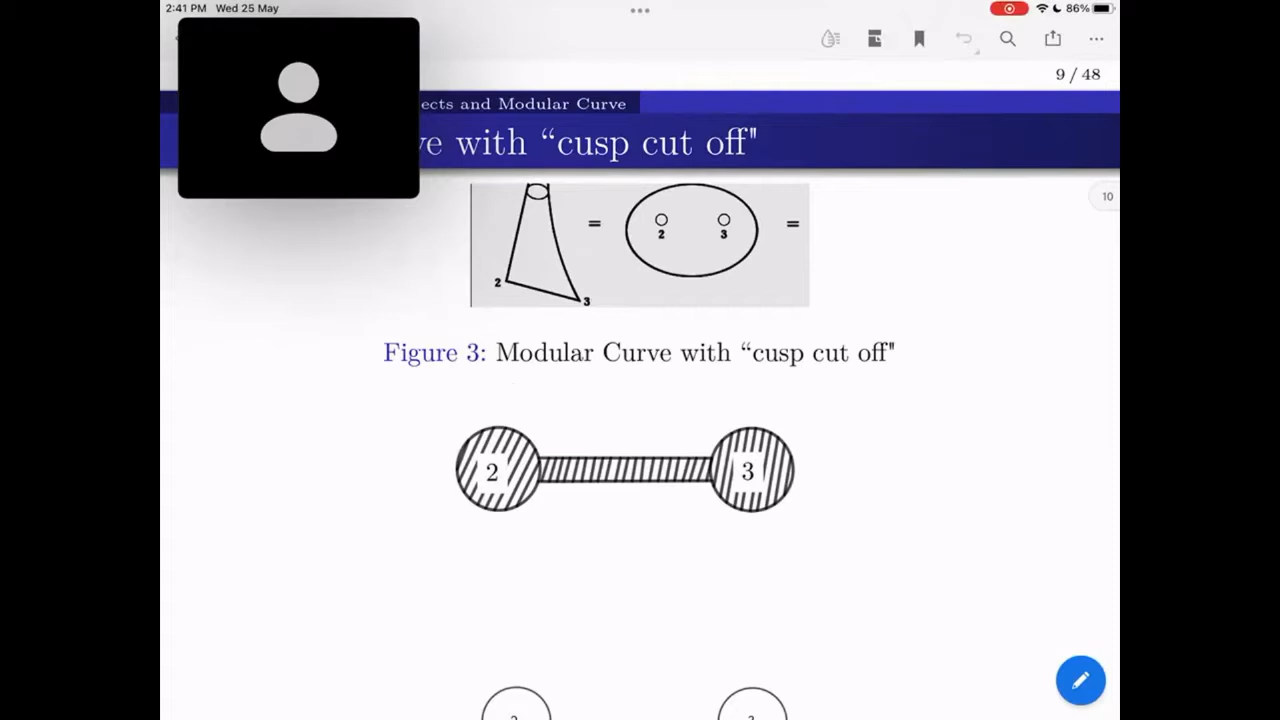 2:41 PM Wed 25 May
86%
9 / 48
ects and Modular Curve
ve with “cusp cut off"
10
= =
2 3
2
3
Figure 3: Modular Curve with “cusp cut off"
2 3